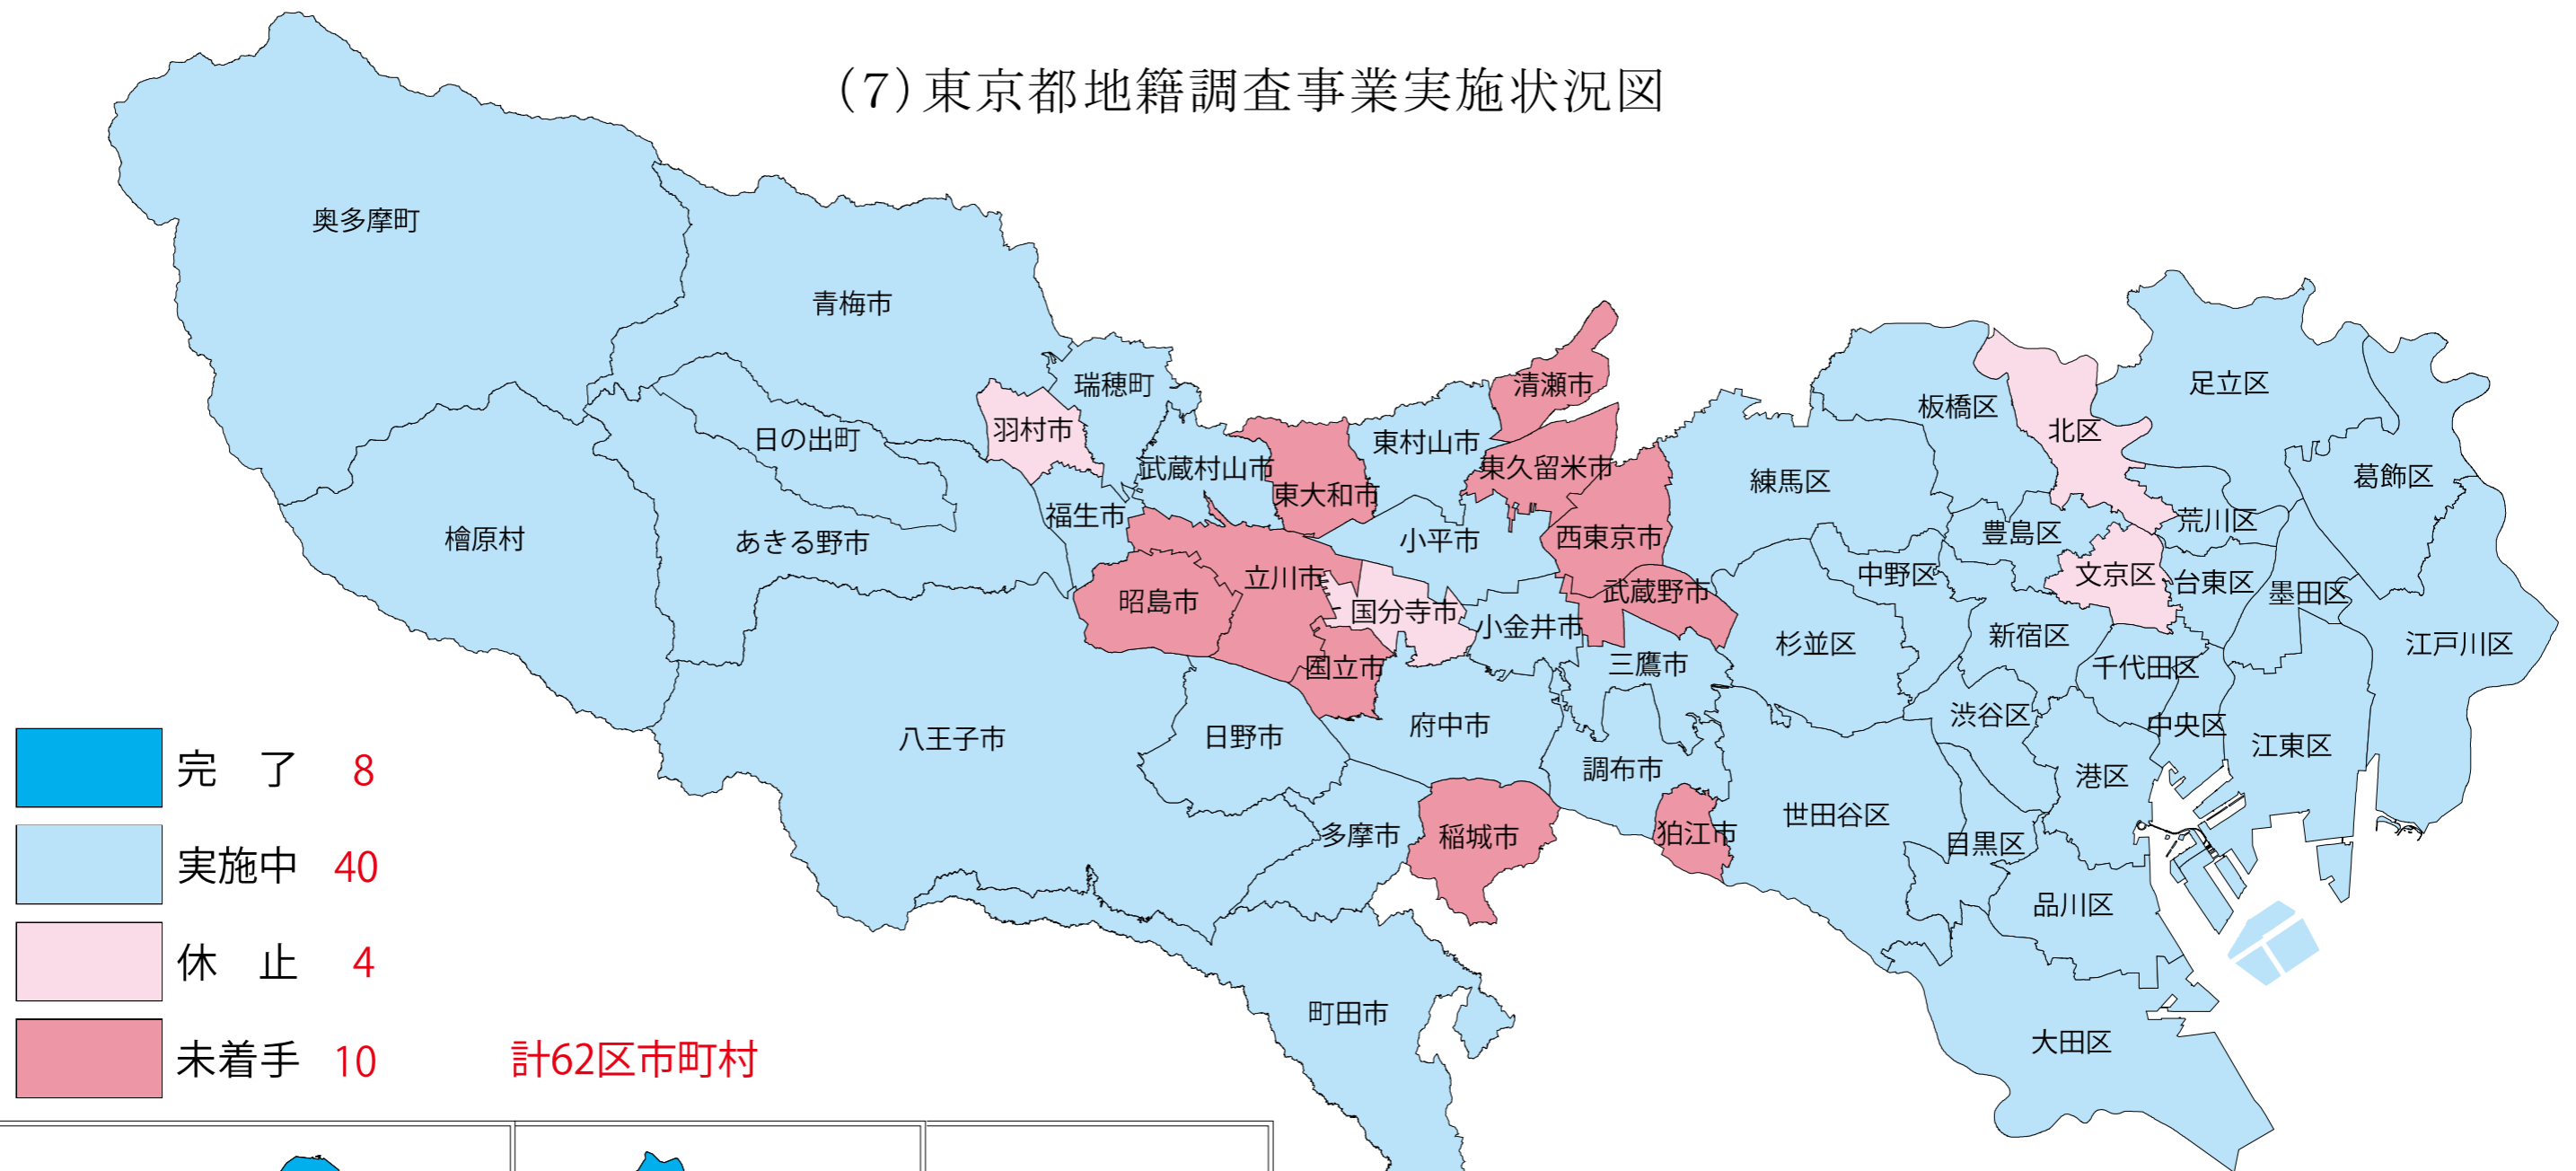 (7)東京都地籍調査事業実施状況図
奥多摩町
青梅市
瑞穂町
清瀬市
足立区
板橋区
北区
羽村市
日の出町
東村山市
武蔵村山市
東久留米市
東大和市
練馬区
葛飾区
福生市
荒川区
豊島区
檜原村
あきる野市
小平市
西東京市
立川市
中野区
文京区
台東区
墨田区
昭島市
国分寺市
武蔵野市
小金井市
新宿区
杉並区
江戸川区
国立市
三鷹市
千代田区
渋谷区
中央区
八王子市
日野市
府中市
江東区
調布市
港区
世田谷区
多摩市
稲城市
狛江市
目黒区
品川区
町田市
大田区
完 了 8
実施中 40
休 止 4
未着手 10 計62区市町村